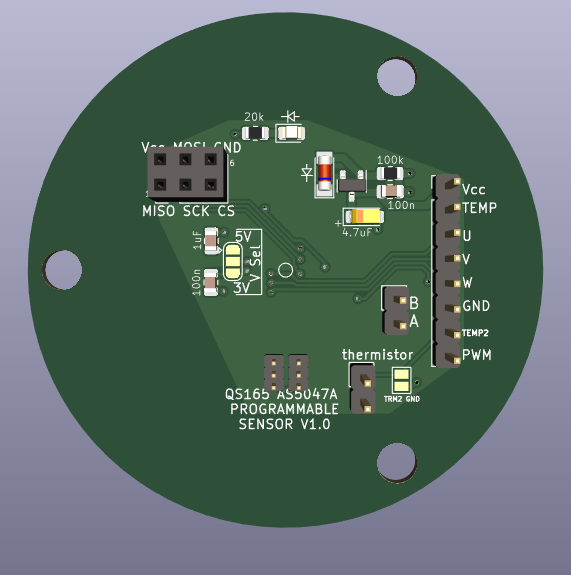 20k
Vcc MOSI GND
6
1
MISO SCK CS
100k
100n
+
4.7uF
Vcc
TEMP
U
V
W
GND
TEMP2
PWM
1uF
5V
V Sel
100n
3V
B
A
thermistor
TRM2 GND
QS165 AS5047A
PROGRAMMABLE
SENSOR V1.0